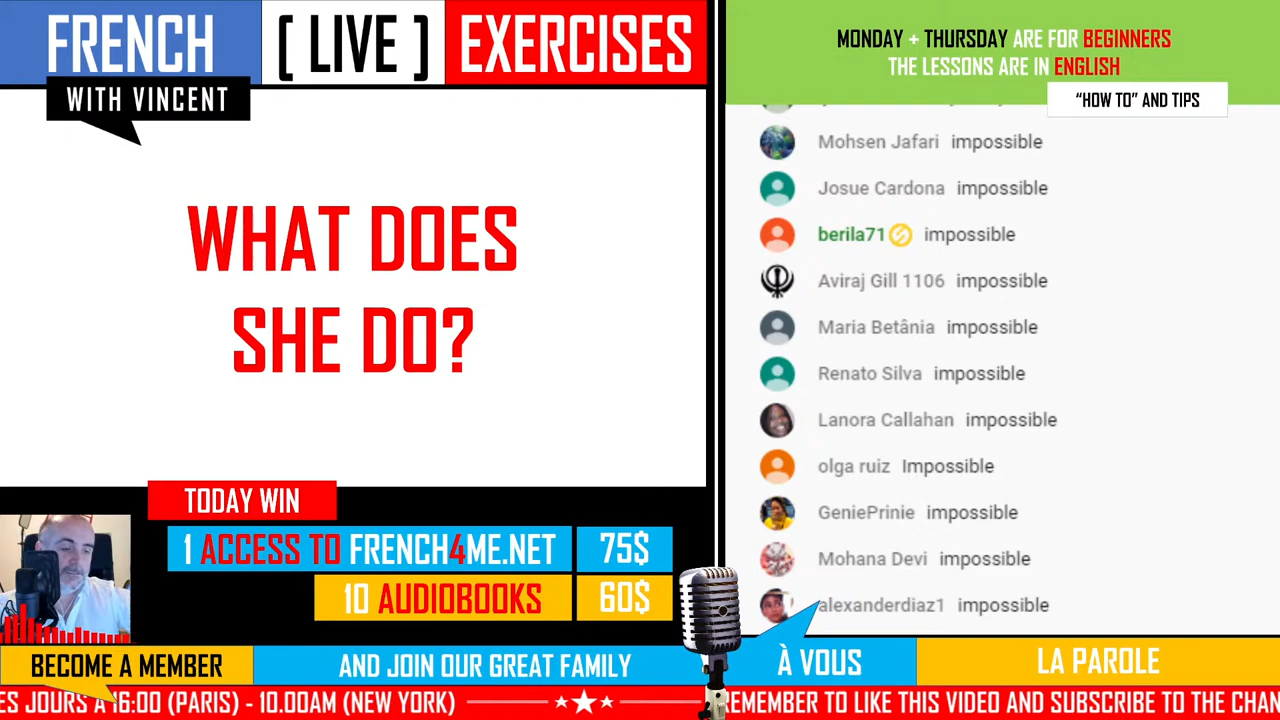 FRENCH [ LIVE ] EXERCISES
WITH VINCENT
WHAT DOES
SHE DO?
TODAY WIN
1 ACCESS TO FRENCH4ME.NET 75$
10 AUDIOBOOKS 60$
BECOME A MEMBER AND JOIN OUR GREAT FAMILY
MONDAY + THURSDAY ARE FOR BEGINNERS
THE LESSONS ARE IN ENGLISH
“HOW TO” AND TIPS
Mohsen Jafari impossible
Josue Cardona impossible
berila71 impossible
Aviraj Gill 1106 impossible
Maria Betânia impossible
Renato Silva impossible
Lanora Callahan impossible
olga ruiz Impossible
GeniePrinie impossible
Mohana Devi impossible
alexanderdiaz1 impossible
À VOUS LA PAROLE
ES JOURS A 16:00 (PARIS) - 10.00AM (NEW YORK) REMEMBER TO LIKE THIS VIDEO AND SUBSCRIBE TO THE CHAN